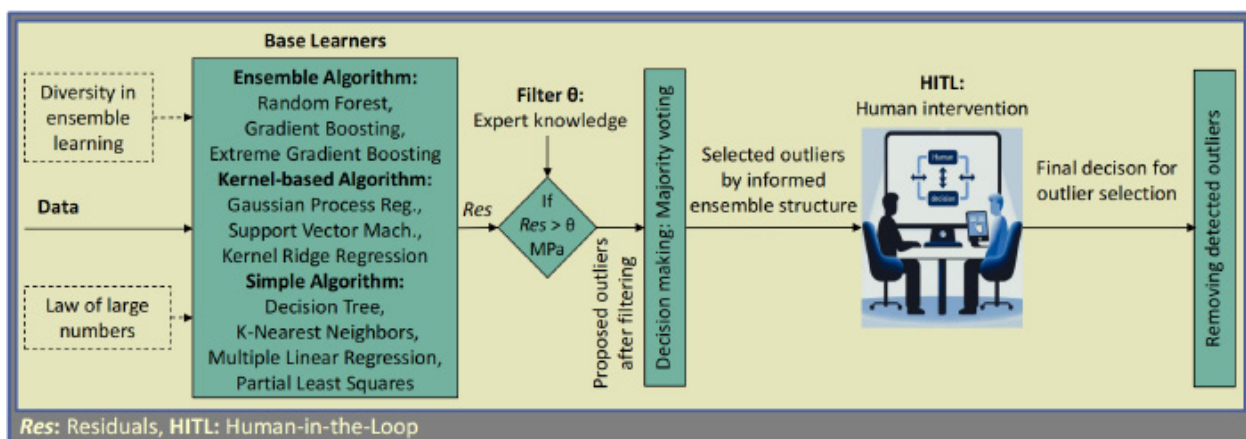 Base Learners
Diversity in
ensemble
learning
Data
Law of large
numbers
Ensemble Algorithm:
Random Forest,
Gradient Boosting,
Extreme Gradient Boosting
Kernel-based Algorithm:
Gaussian Process Reg.,
Support Vector Mach.,
Kernel Ridge Regression
Simple Algorithm:
Decision Tree,
K-Nearest Neighbors,
Multiple Linear Regression,
Partial Least Squares
Res
Filter θ:
Expert knowledge
If
Res > θ
MPa
Proposed outliers
after filtering
Decision making: Majority voting
Selected outliers
by informed
ensemble structure
HITL:
Human intervention
Human
decision
Final decison for
outlier selection
Removing detected outliers
Res: Residuals, HITL: Human-in-the-Loop